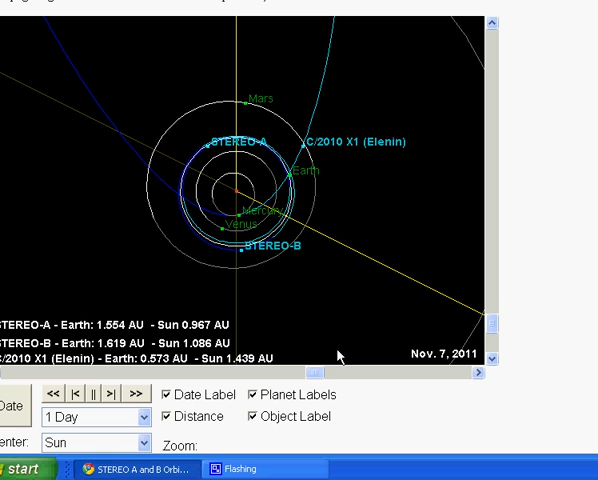 Mars
STEREO-A
C/2010 X1 (Elenin)
Earth
Mercury
Venus
STEREO-B
STEREO-A - Earth: 1.554 AU - Sun 0.967 AU
STEREO-B - Earth: 1.619 AU - Sun 1.086 AU
C/2010 X1 (Elenin) - Earth: 0.573 AU - Sun 1.439 AU
Nov. 7, 2011
Date
<< |< || >| >>
Date Label
Planet Labels
1 Day
Distance
Object Label
enter:
Sun
Zoom:
start
STEREO A and B Orbi...
Flashing